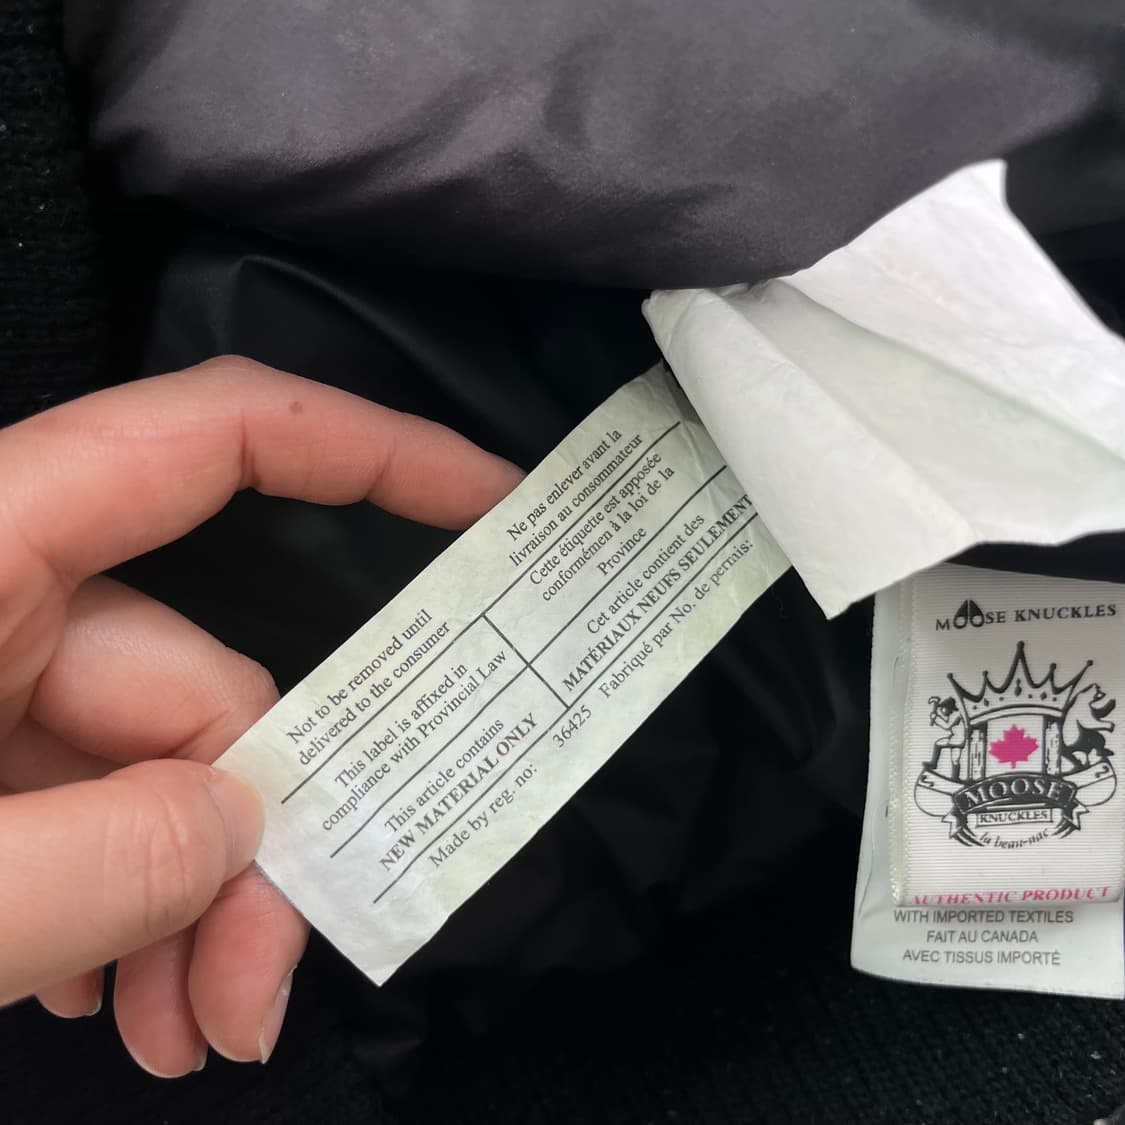 Not to be removed until
delivered to the consumer
Ne pas enlever avant la
livraison au consommateur
This label is affixed in
compliance with Provincial Law
Cette étiquette est apposée
conformémen à la loi de la
Province
This article contains
NEW MATERIAL ONLY
Cet article contient des
MATÉRIAUX NEUFS SEULEMENT
Made by reg. no:
36425
Fabriqué par No. de permis:
MOOSE KNUCKLES
MOOSE
KNUCKLES
la beau-nac
AUTHENTIC PRODUCT
WITH IMPORTED TEXTILES
FAIT AU CANADA
AVEC TISSUS IMPORTÉ